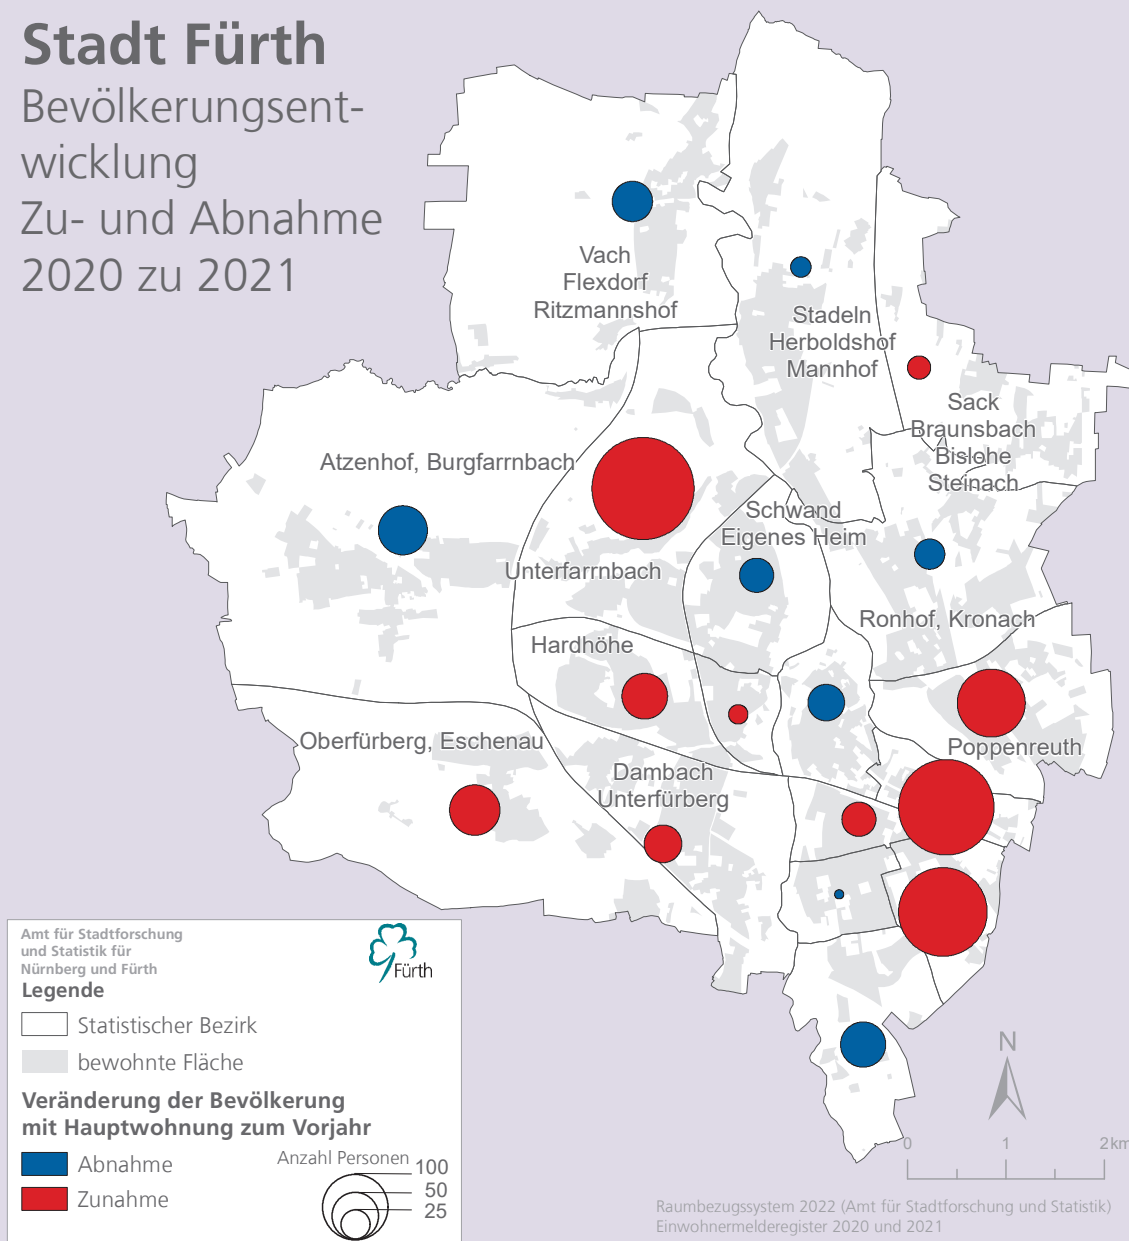 Stadt Fürth
Bevölkerungsent-
wicklung
Zu- und Abnahme
2020 zu 2021
Vach
Flexdorf
Ritzmannshof
Stadeln
Herboldshof
Mannhof
Sack
Braunsbach
Bislohe
Steinach
Atzenhof, Burgfarrnbach
Schwand
Eigenes Heim
Unterfarrnbach
Ronhof, Kronach
Hardhöhe
Oberfürberg, Eschenau
Poppenreuth
Dambach
Unterfürberg
Amt für Stadtforschung
und Statistik für
Nürnberg und Fürth
Fürth
Legende
Statistischer Bezirk
bewohnte Fläche
Veränderung der Bevölkerung
mit Hauptwohnung zum Vorjahr
Abnahme
Zunahme
Anzahl Personen
100
50
25
N
0 1 2 km
Raumbezugssystem 2022 (Amt für Stadtforschung und Statistik)
Einwohnermelderegister 2020 und 2021